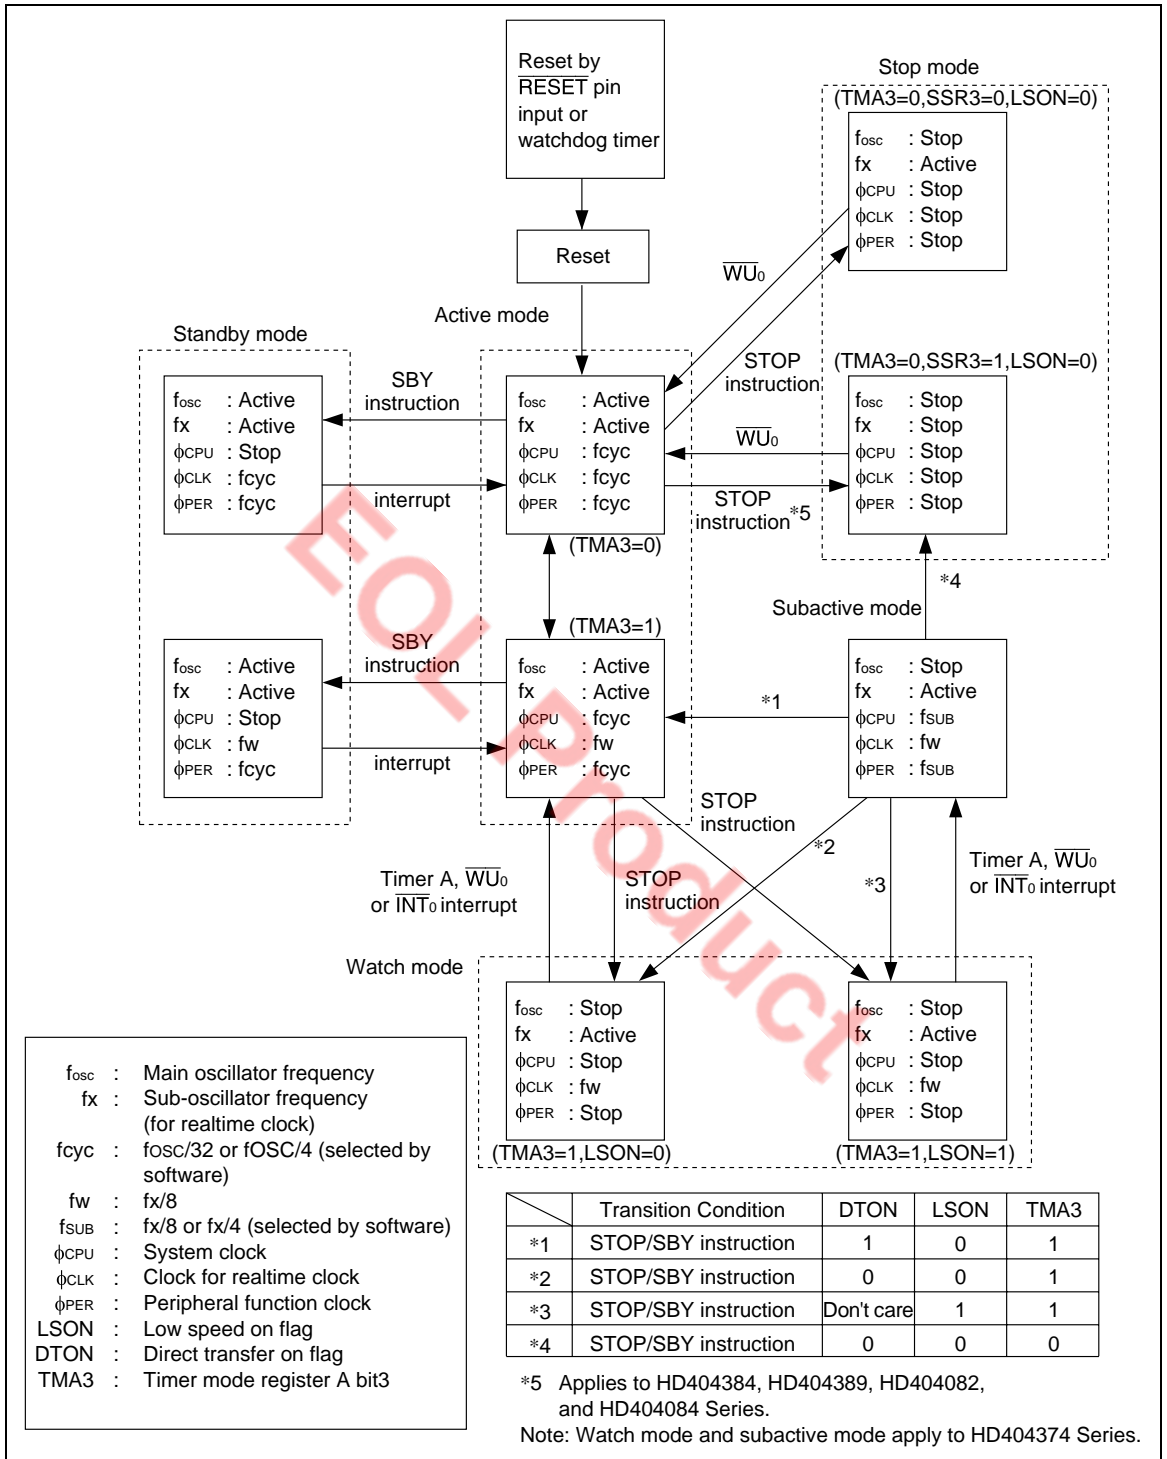 Reset by
RESET pin
input or
watchdog timer
Reset
Stop mode
(TMA3=0,SSR3=0,LSON=0)
fosc : Stop
fx : Active
ϕCPU : Stop
ϕCLK : Stop
ϕPER : Stop
WU0
STOP
instruction
Active mode
Standby mode
(TMA3=0,SSR3=1,LSON=0)
fosc : Active
fx : Active
ϕCPU : Stop
ϕCLK : fcyc
ϕPER : fcyc
SBY
instruction
interrupt
fosc : Active
fx : Active
ϕCPU : fcyc
ϕCLK : fcyc
ϕPER : fcyc
(TMA3=0)
WU0
STOP
instruction*5
fosc : Stop
fx : Stop
ϕCPU : Stop
ϕCLK : Stop
ϕPER : Stop
*4
Subactive mode
(TMA3=1)
fosc : Active
fx : Active
ϕCPU : Stop
ϕCLK : fw
ϕPER : fcyc
SBY
instruction
interrupt
fosc : Active
fx : Active
ϕCPU : fcyc
ϕCLK : fw
ϕPER : fcyc
*1
fosc : Stop
fx : Active
ϕCPU : fSUB
ϕCLK : fw
ϕPER : fSUB
STOP
instruction
*2
*3
Timer A, WU0
or INT0 interrupt
STOP
instruction
Timer A, WU0
or INT0 interrupt
Watch mode
fosc : Stop
fx : Active
ϕCPU : Stop
ϕCLK : fw
ϕPER : Stop
(TMA3=1,LSON=0)
fosc : Stop
fx : Active
ϕCPU : Stop
ϕCLK : fw
ϕPER : Stop
(TMA3=1,LSON=1)
EOL Product
fosc : Main oscillator frequency
fx : Sub-oscillator frequency
(for realtime clock)
fcyc : fOSC/32 or fOSC/4 (selected by
software)
fw : fx/8
fSUB : fx/8 or fx/4 (selected by software)
ϕCPU : System clock
ϕCLK : Clock for realtime clock
ϕPER : Peripheral function clock
LSON : Low speed on flag
DTON : Direct transfer on flag
TMA3 : Timer mode register A bit3
Transition Condition DTON LSON TMA3
*1 STOP/SBY instruction 1 0 1
*2 STOP/SBY instruction 0 0 1
*3 STOP/SBY instruction Don't care 1 1
*4 STOP/SBY instruction 0 0 0
*5 Applies to HD404384, HD404389, HD404082,
and HD404084 Series.
Note: Watch mode and subactive mode apply to HD404374 Series.